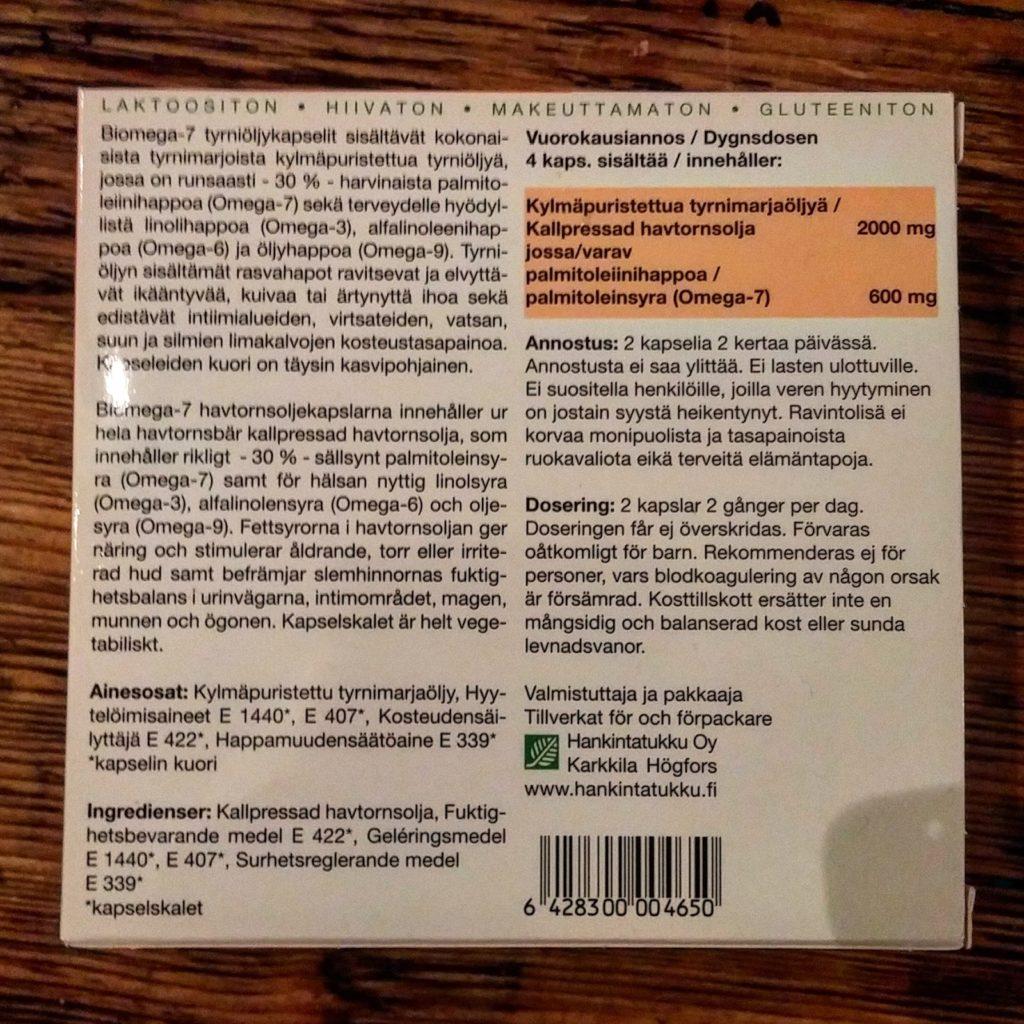 LAKTOOSITON • HIIVATON • MAKEUTTAMATON • GLUTEENITON
Biomega-7 tyrniöljykapselit sisältävät kokonai-
sista tyrnimarjoista kylmäpuristettua tyrniöljyä,
jossa on runsaasti - 30 % - harvinaista palmito-
leiinihappoa (Omega-7) sekä terveydelle hyödyl-
listä linolihappoa (Omega-3), alfalinoleenihap-
poa (Omega-6) ja öljyhappoa (Omega-9). Tyrni-
öljyn sisältämät rasvahapot ravitsevat ja elvyttä-
vät ikääntyvää, kuivaa tai ärtynyttä ihoa sekä
edistävät intiimialueiden, virtsateiden, vatsan,
suun ja silmien limakalvojen kosteustasapainoa.
Kapseleiden kuori on täysin kasvipohjainen.
Biomega-7 havtornsoljekapslarna innehåller ur
hela havtornsbär kallpressad havtornsolja, som
innehåller rikligt - 30 % - sällsynt palmitoleinsy-
ra (Omega-7) samt för hälsan nyttig linolsyra
(Omega-3), alfalinolensyra (Omega-6) och olje-
syra (Omega-9). Fettsyrorna i havtornsoljan ger
näring och stimulerar åldrande, torr eller irrite-
rad hud samt befrämjar slemhinnornas fuktig-
hetsbalans i urinvägarna, intimområdet, magen,
munnen och ögonen. Kapselskalet är helt vege-
tabiliskt.
Ainesosat: Kylmäpuristettu tyrnimarjaöljy, Hyy-
telöimisaineet E 1440*, E 407*, Kosteudensäi-
lyttäjä E 422*, Happamuudensäätöaine E 339*
*kapselin kuori
Ingredienser: Kallpressad havtornsolja, Fuktig-
hetsbevarande medel E 422*, Geléringsmedel
E 1440*, E 407*, Surhetsreglerande medel
E 339*
*kapselskalet
Vuorokausiannos / Dygnsdosen
4 kaps. sisältää / innehåller:
Kylmäpuristettua tyrnimarjaöljyä /
Kallpressad havtornsolja 2000 mg
jossa/varav
palmitoleiinihappoa /
palmitoleinsyra (Omega-7) 600 mg
Annostus: 2 kapselia 2 kertaa päivässä.
Annostusta ei saa ylittää. Ei lasten ulottuville.
Ei suositella henkilöille, joilla veren hyytyminen
on jostain syystä heikentynyt. Ravintolisä ei
korvaa monipuolista ja tasapainoista
ruokavaliota eikä terveitä elämäntapoja.
Dosering: 2 kapslar 2 gånger per dag.
Doseringen får ej överskridas. Förvaras
oåtkomligt för barn. Rekommenderas ej för
personer, vars blodkoagulering av någon orsak
är försämrad. Kosttillskott ersätter inte en
mångsidig och balanserad kost eller sunda
levnadsvanor.
Valmistuttaja ja pakkaaja
Tillverkat för och förpackare
Hankintatukku Oy
Karkkila Högfors
www.hankintatukku.fi
6 428300 004650